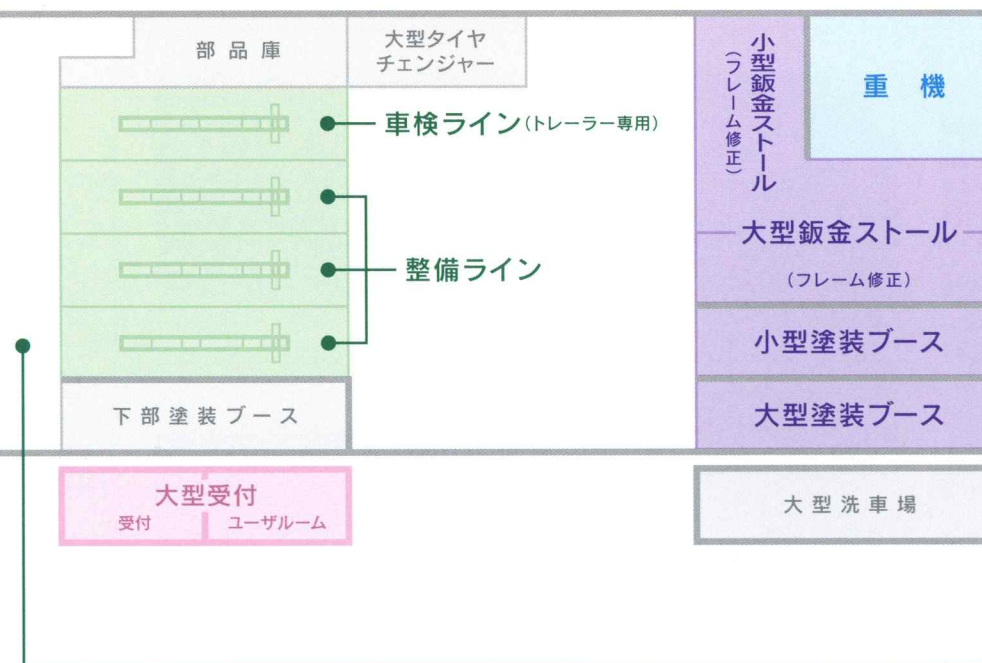 部品庫
大型タイヤ
チェンジャー
車検ライン(トレーラー専用)
整備ライン
下部塗装ブース
大型受付
受付
ユーザルーム
小型鈑金ストール
(フレーム修正)
重機
大型鈑金ストール
(フレーム修正)
小型塗装ブース
大型塗装ブース
大型洗車場